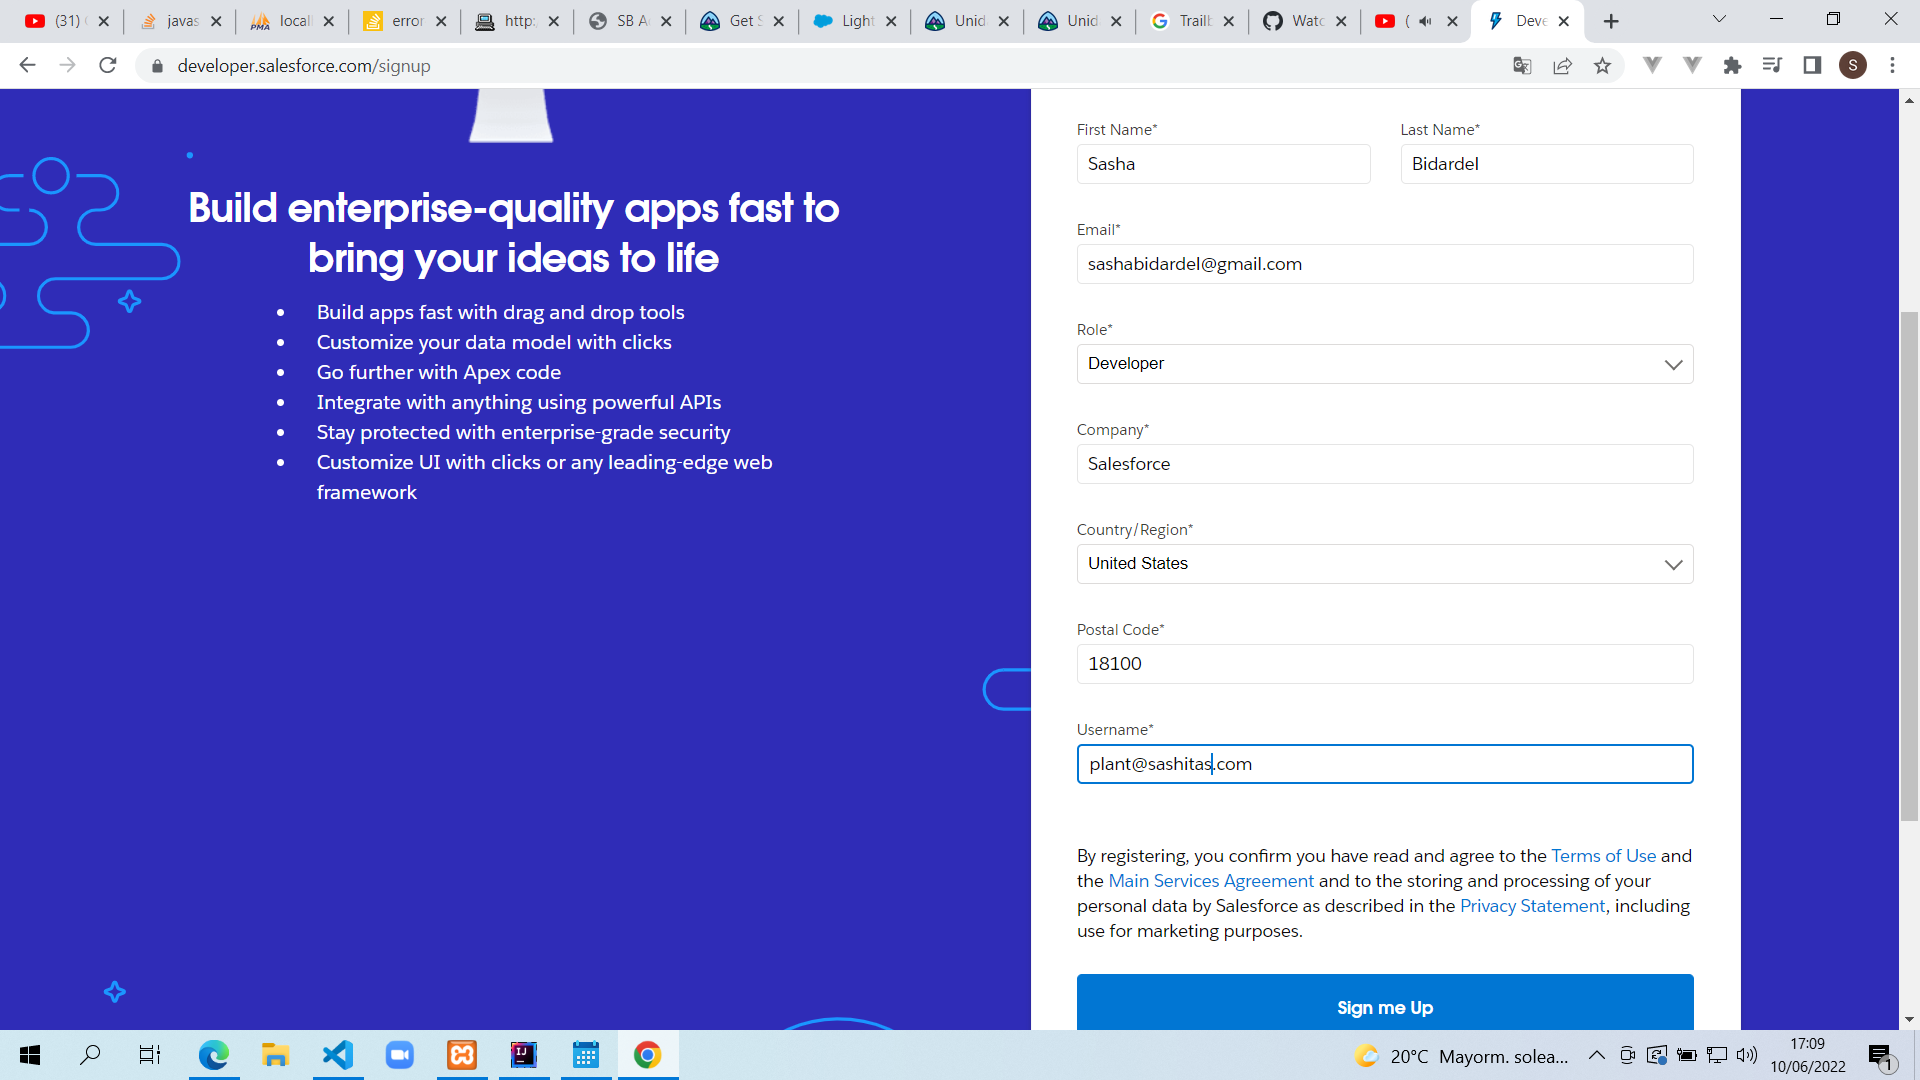 (31)
javas
locall
error
http:
SB A
Get S
Light
Unid
Unid
Trailb
Watc
(
Deve
developer.salesforce.com/signup
S
Build enterprise-quality apps fast to
bring your ideas to life
• Build apps fast with drag and drop tools
• Customize your data model with clicks
• Go further with Apex code
• Integrate with anything using powerful APIs
• Stay protected with enterprise-grade security
• Customize UI with clicks or any leading-edge web
framework
First Name* Last Name*
Sasha Bidardel
Email*
sashabidardel@gmail.com
Role*
Developer
Company*
Salesforce
Country/Region*
United States
Postal Code*
18100
Username*
plant@sashitas.com
By registering, you confirm you have read and agree to the Terms of Use and
the Main Services Agreement and to the storing and processing of your
personal data by Salesforce as described in the Privacy Statement, including
use for marketing purposes.
Sign me Up
20°C Mayorm. solea...
17:09
10/06/2022
1